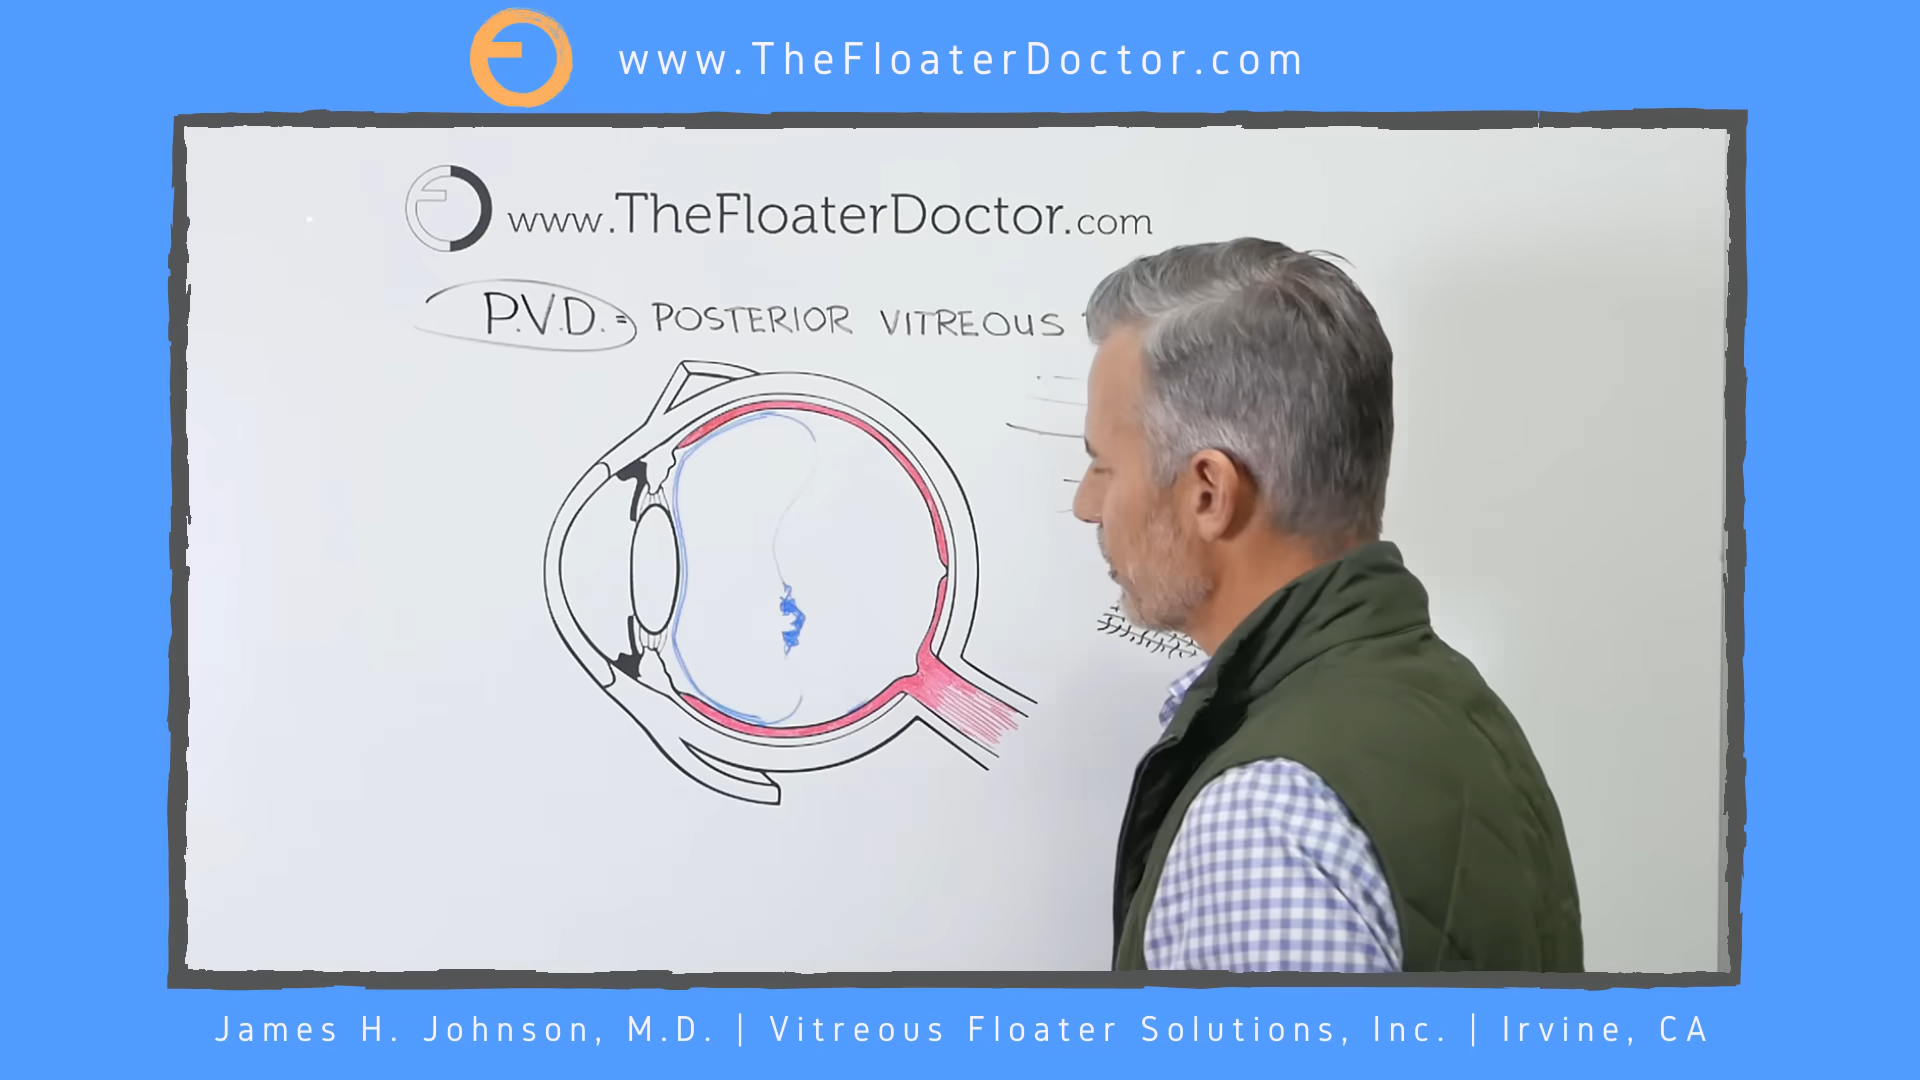 www.TheFloaterDoctor.com
www.TheFloaterDoctor.com
P.V.D. = POSTERIOR VITREOUS
James H. Johnson, M.D. | Vitreous Floater Solutions, Inc. | Irvine, CA